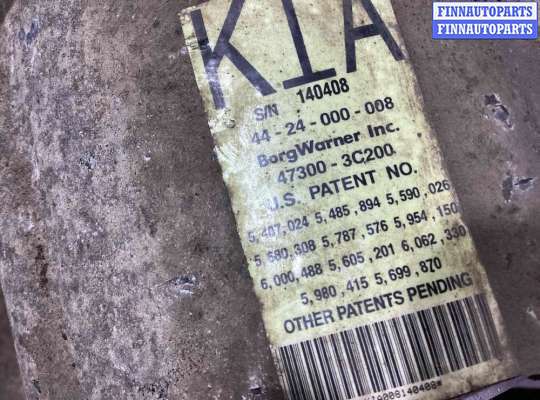 FINNAUTOPARTS
FINNAUTOPARTS
KIA
S/N 140408
44-24-000-008
BorgWarner Inc.
47300-3C200
U.S. PATENT NO.
5,407,024 5,485,894 5,590,026
5,580,308 5,787,576 5,954,150
6,000,488 5,605,201 6,062,330
5,980,415 5,699,870
OTHER PATENTS PENDING